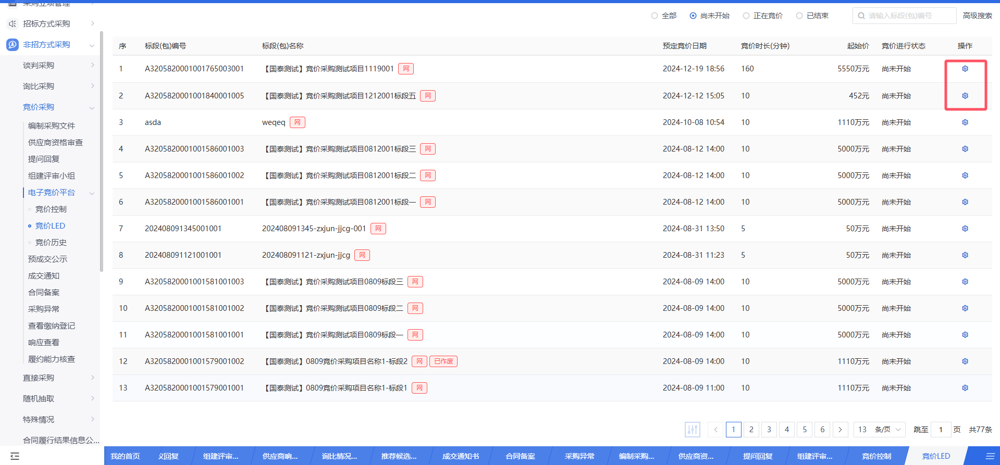 采购立项管理
招标方式采购
非招方式采购
谈判采购
询比采购
竞价采购
编制采购文件
供应商资格审查
提问回复
组建评审小组
电子竞价平台
竞价控制
竞价LED
竞价历史
预成交公示
成交通知
合同备案
采购异常
查看缴纳登记
响应查看
履约能力核查
直接采购
随机抽取
特殊情况
合同履行结果信息公...
全部 尚未开始 正在竞价 已结束 请输入标段(包)编号 高级搜索
序 标段(包)编号 标段(包)名称 预定竞价日期 竞价时长(分钟) 起始价 竞价进行状态 操作
1 A3205820001001765003001 【国泰测试】竞价采购测试项目1119001 网 2024-12-19 18:56 160 5550万元 尚未开始
2 A3205820001001840001005 【国泰测试】竞价采购测试项目1212001标段五 网 2024-12-12 15:05 10 452元 尚未开始
3 asda weqeq 网 2024-10-08 10:54 10 1110万元 尚未开始
4 A3205820001001586001003 【国泰测试】竞价采购测试项目0812001标段三 网 2024-08-12 14:00 10 5000万元 尚未开始
5 A3205820001001586001002 【国泰测试】竞价采购测试项目0812001标段二 网 2024-08-12 14:00 10 5000万元 尚未开始
6 A3205820001001586001001 【国泰测试】竞价采购测试项目0812001标段一 网 2024-08-12 14:00 10 5000万元 尚未开始
7 202408091345001001 202408091345-zxjun-jjcg-001 网 2024-08-31 13:50 5 50万元 尚未开始
8 202408091121001001 202408091121-zxjun-jjcg 网 2024-08-31 11:23 5 50万元 尚未开始
9 A3205820001001581001003 【国泰测试】竞价采购测试项目0809标段三 网 2024-08-09 14:00 10 5000万元 尚未开始
10 A3205820001001581001002 【国泰测试】竞价采购测试项目0809标段二 网 2024-08-09 14:00 10 5000万元 尚未开始
11 A3205820001001581001001 【国泰测试】竞价采购测试项目0809标段一 网 2024-08-09 14:00 10 5000万元 尚未开始
12 A3205820001001579001002 【国泰测试】0809竞价采购项目名称1-标段2 网 已作废 2024-08-09 14:00 10 1110万元 尚未开始
13 A3205820001001579001001 【国泰测试】0809竞价采购项目名称1-标段1 网 2024-08-09 11:00 10 1110万元 尚未开始
1 2 3 4 5 6 13 条/页 跳至 1 页 共77条
我的首页 义回复 组建评审... 供应商响... 询比情况... 推荐候选... 成交通知书 合同备案 采购异常 编制采购... 供应商资... 提问回复 组建评审... 竞价控制 竞价LED